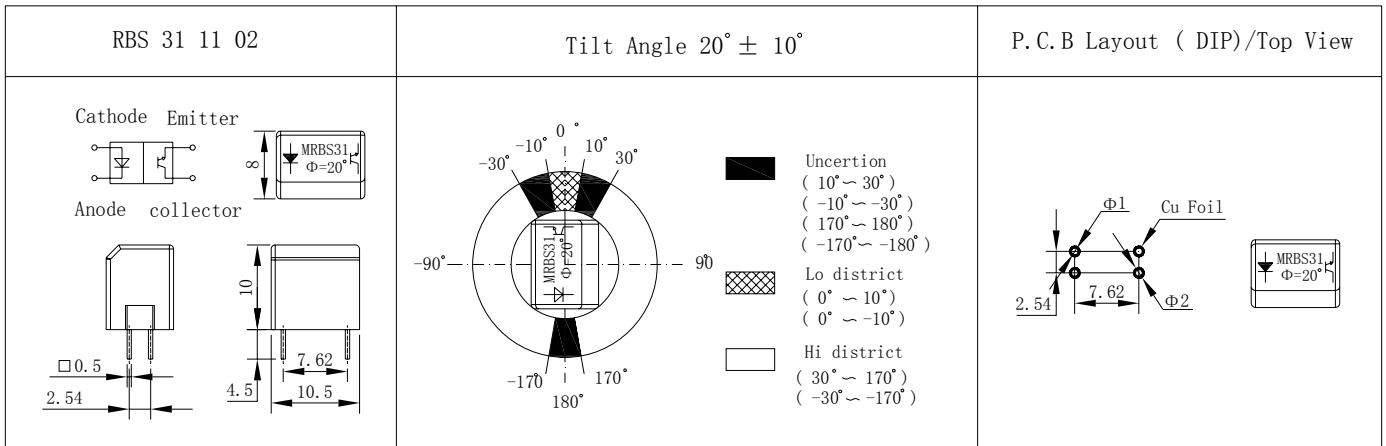 RBS 31 11 02
Tilt Angle 20°± 10°
P.C.B Layout ( DIP)/Top View
Cathode Emitter
MRBS31
Φ=20°
8
Anode collector
10
□0.5
2.54
4.5
7.62
10.5
0°
-10°
10°
-30°
30°
-90°
90
MRBS31
Φ=20°
-170°
170°
180°
Uncertion
( 10°～ 30°)
(-10°～ -30°)
( 170°～ 180°)
(-170°～ -180°)
Lo district
( 0° ～ 10°)
( 0° ～ -10°)
Hi district
( 30°～ 170°)
(-30°～ -170°)
Φ1
Cu Foil
2.54
7.62
Φ2
MRBS31
Φ=20°